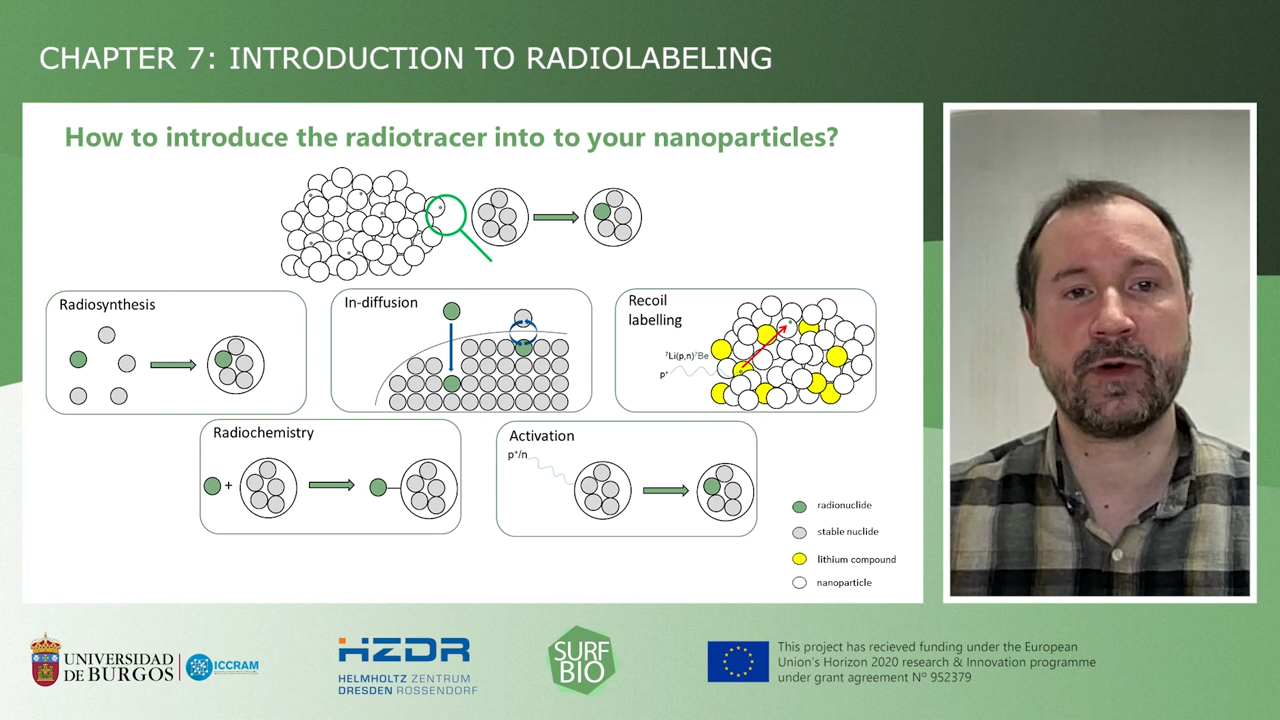 CHAPTER 7: INTRODUCTION TO RADIOLABELING
How to introduce the radiotracer into to your nanoparticles?
Radiosynthesis
In-diffusion
Recoil
labelling
⁷Li(p,n)⁷Be
p⁺
Radiochemistry
+
Activation
p⁺/n
radionuclide
stable nuclide
lithium compound
nanoparticle
UNIVERSIDAD
DE BURGOS
ICCRAM
HZDR
HELMHOLTZ ZENTRUM
DRESDEN ROSSENDORF
SURF
BIO
This project has recieved funding under the European
Union's Horizon 2020 research & Innovation programme
under grant agreement Nº 952379